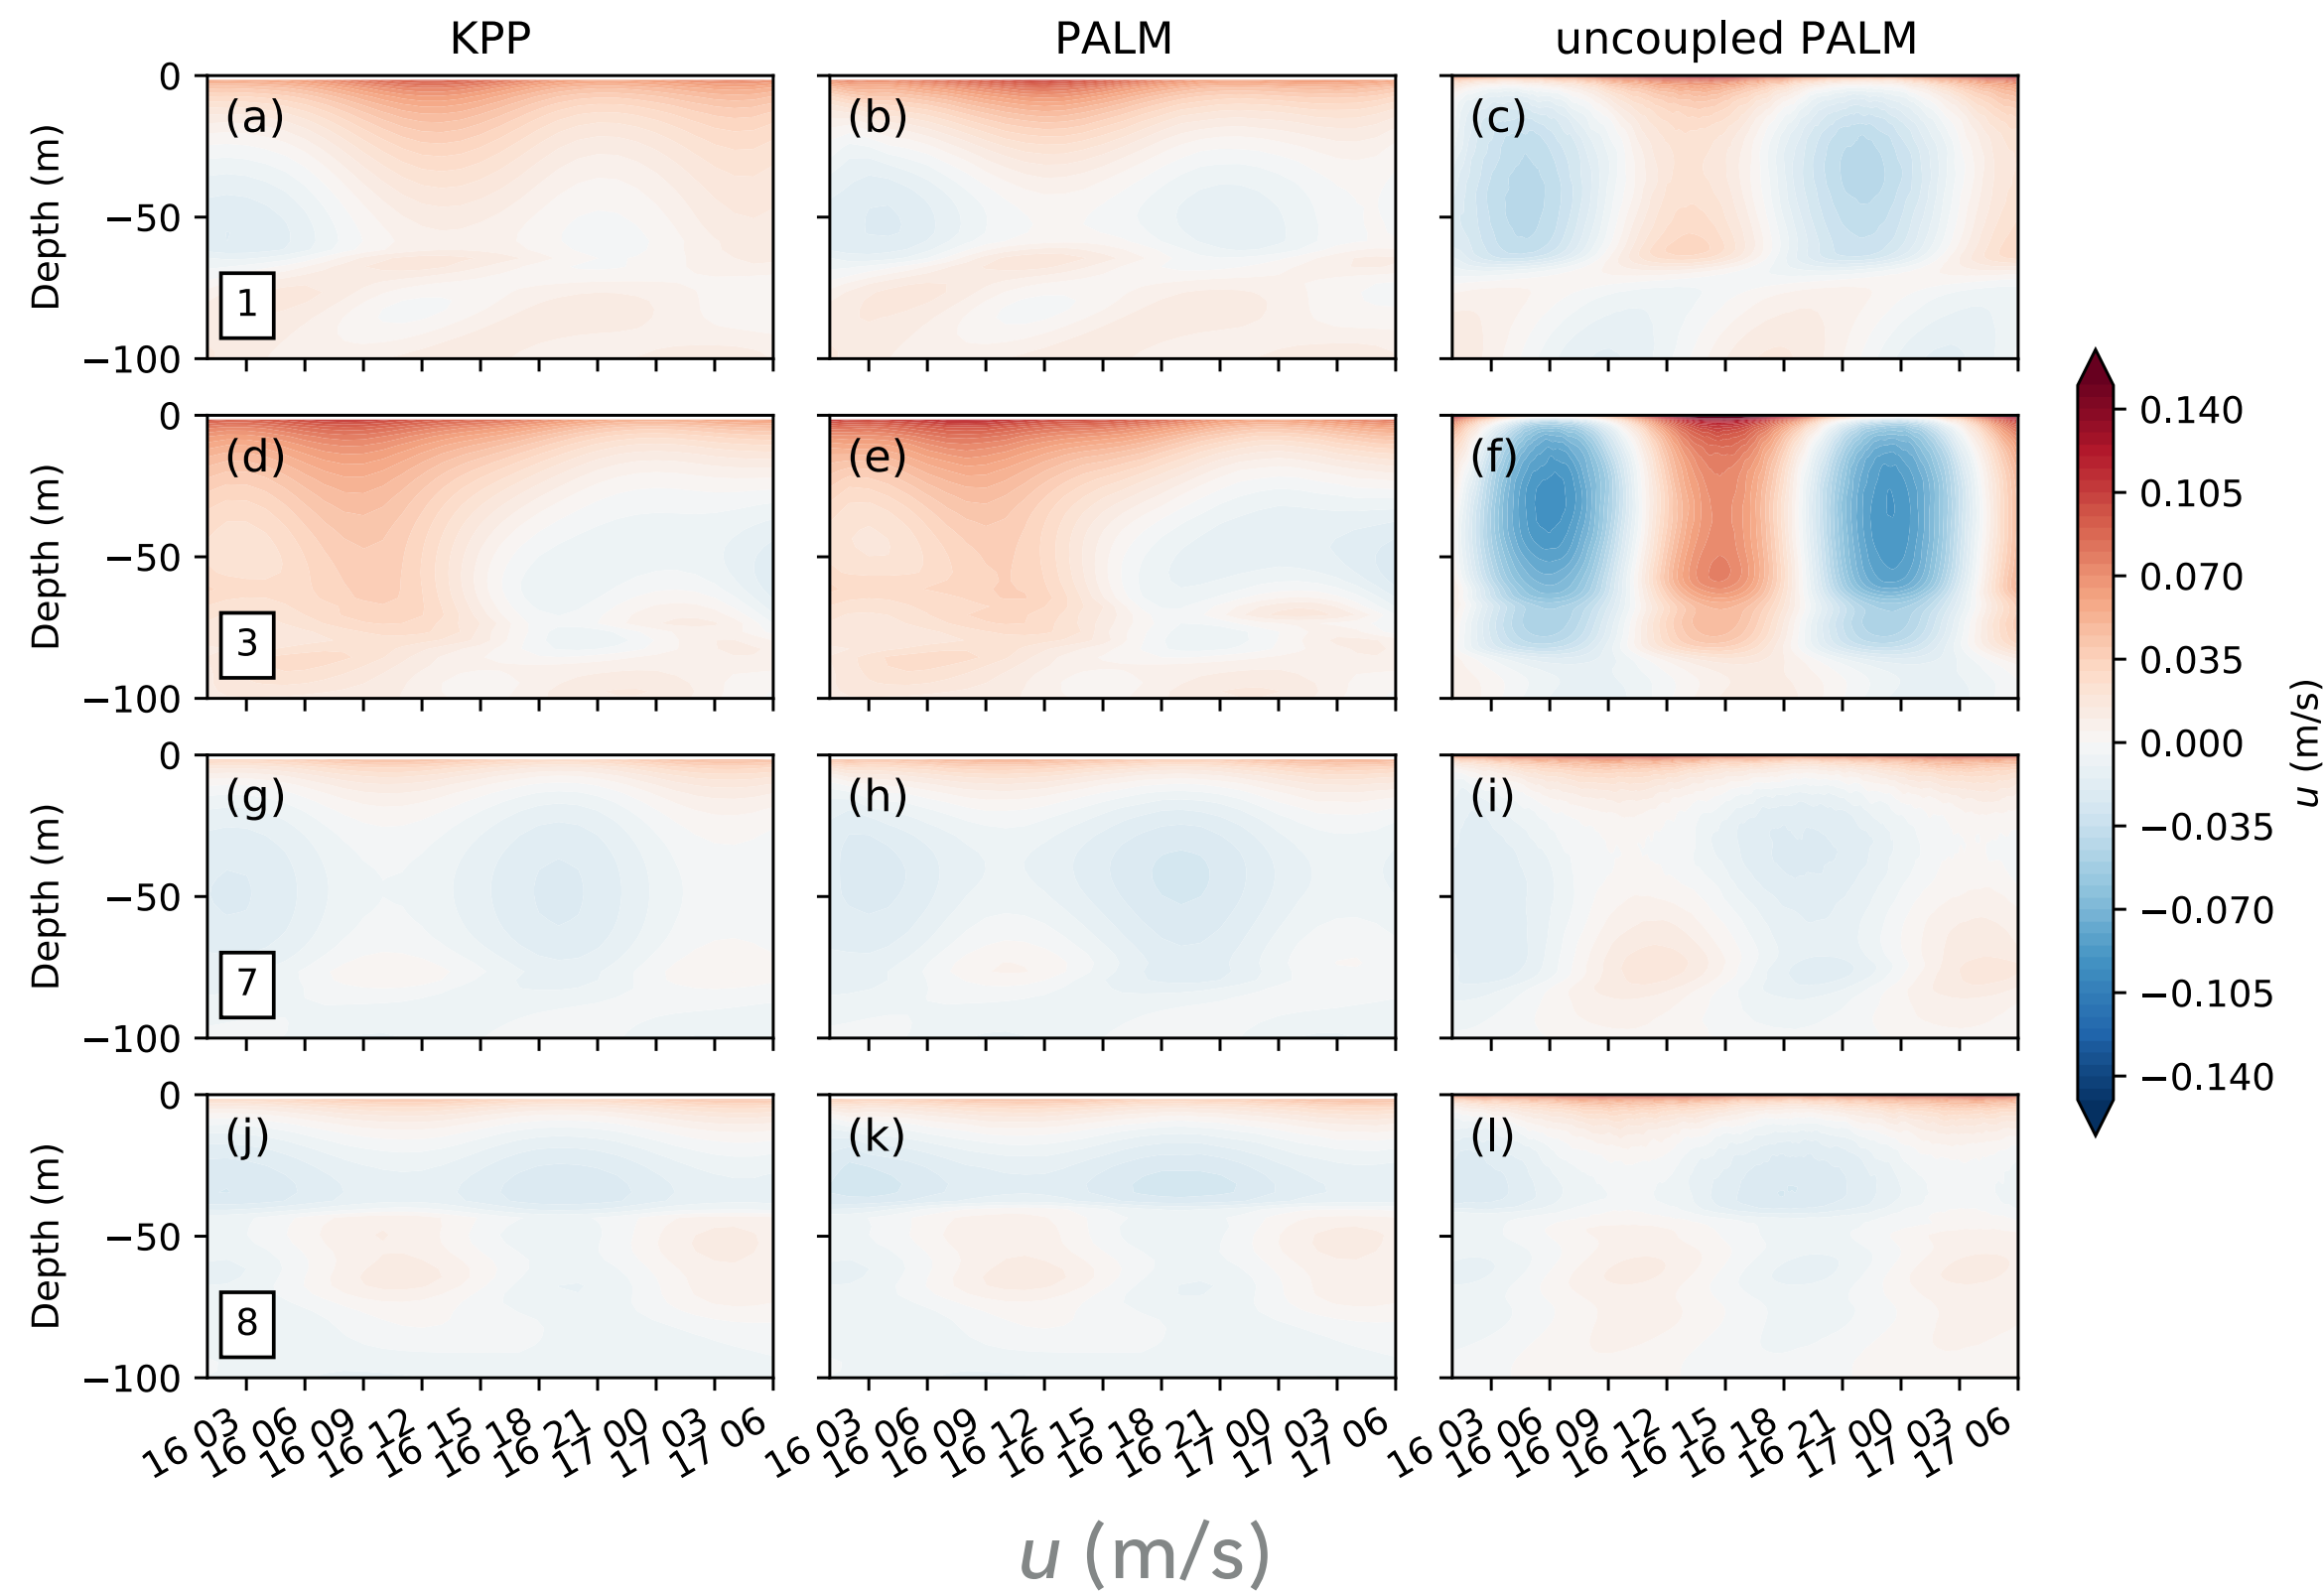 KPP PALM uncoupled PALM
Depth (m) 0 −50 −100 (a) 1 (b) (c)
Depth (m) 0 −50 −100 (d) 3 (e) (f)
Depth (m) 0 −50 −100 (g) 7 (h) (i)
Depth (m) 0 −50 −100 (j) 8 (k) (l)
16 03 16 06 16 09 16 12 16 15 16 18 16 21 17 00 17 03 17 06
16 03 16 06 16 09 16 12 16 15 16 18 16 21 17 00 17 03 17 06
16 03 16 06 16 09 16 12 16 15 16 18 16 21 17 00 17 03 17 06
0.140
0.105
0.070
0.035
0.000
−0.035
−0.070
−0.105
−0.140
u (m/s)
u (m/s)